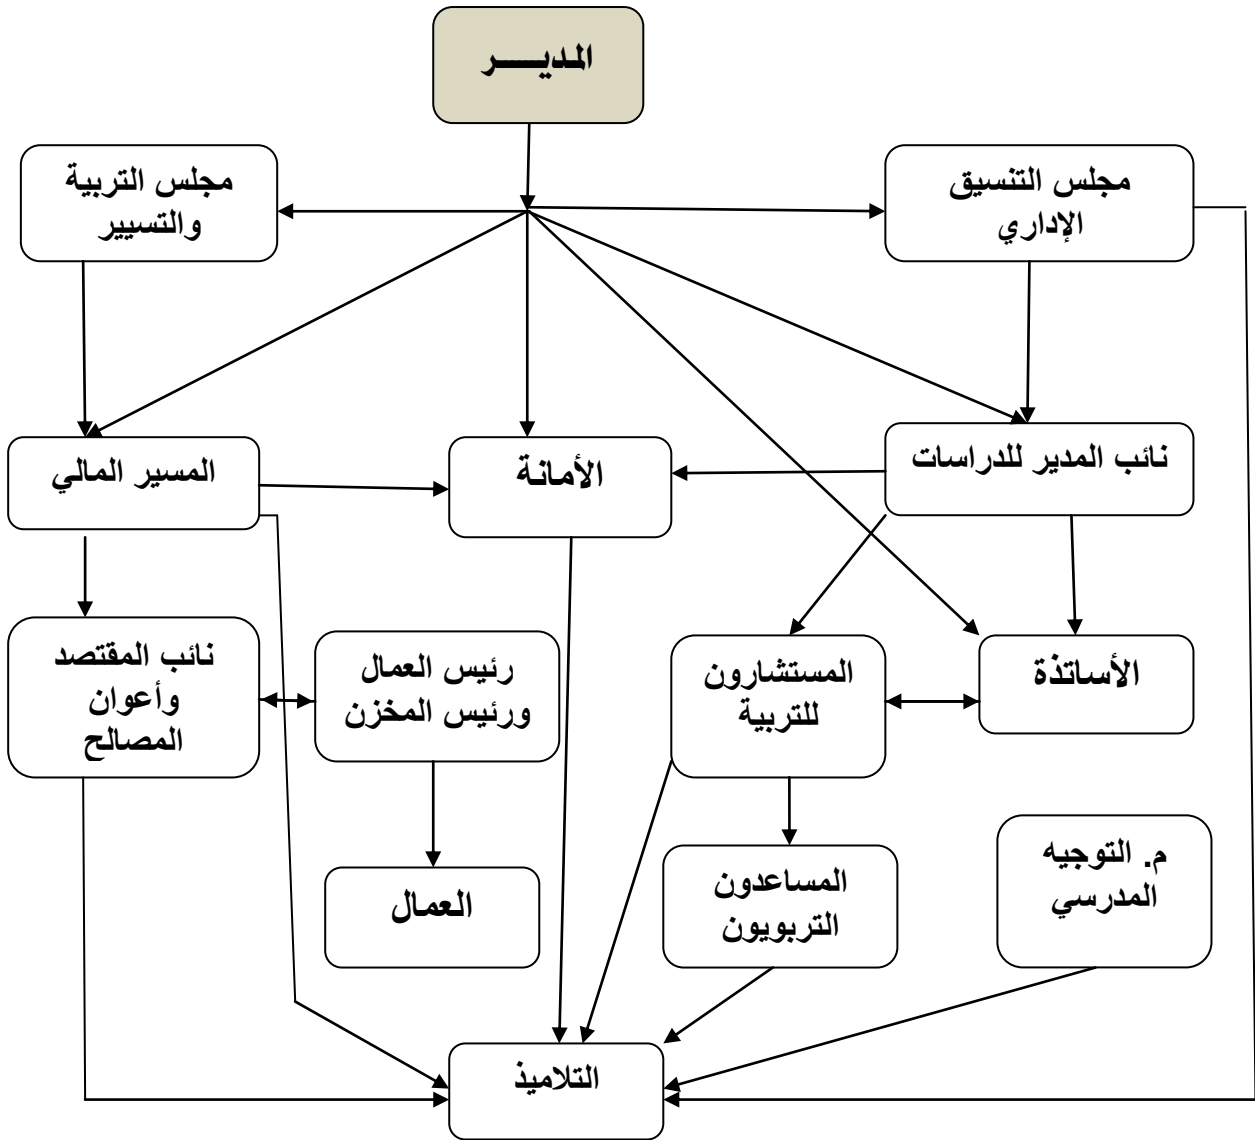 المديـــر
مجلس التنسيق
الإداري
مجلس التربية
والتسيير
نائب المدير للدراسات
الأمانة
المسير المالي
الأساتذة
المستشارون
للتربية
رئيس العمال
ورئيس المخزن
نائب المقتصد
وأعوان
المصالح
م. التوجيه
المدرسي
المساعدون
التربويون
العمال
التلاميذ